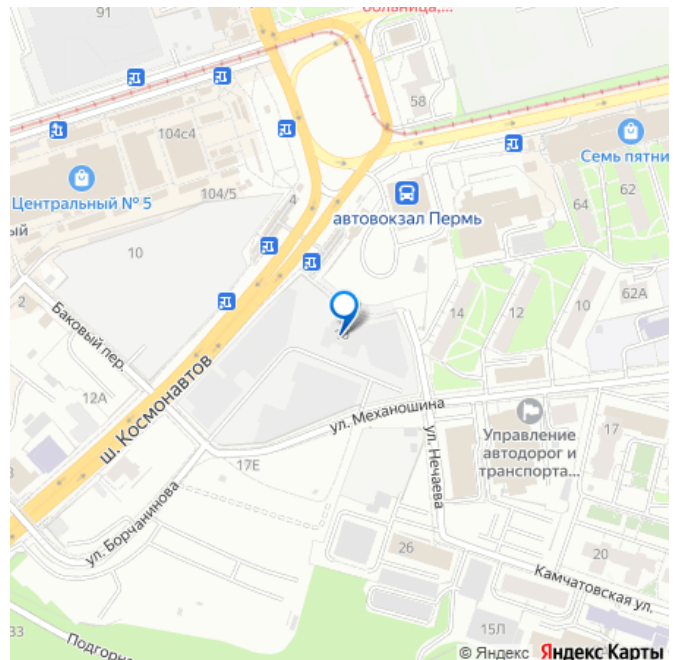 91
больница,...
58
104с4
Семь пятни
Центральный № 5
104/5
4
автовокзал Пермь
64
62
ый
10
2
Баковый пер.
14
12
10
62А
12А
ш. Космонавтов
ул. Механошина
17Е
ул. Нечаева
Управление
автодорог и
транспорта...
17
ул. Борчанинова
26
20
Камчатовская ул.
15Л
33
Подгорна
© Яндекс Яндекс Карты